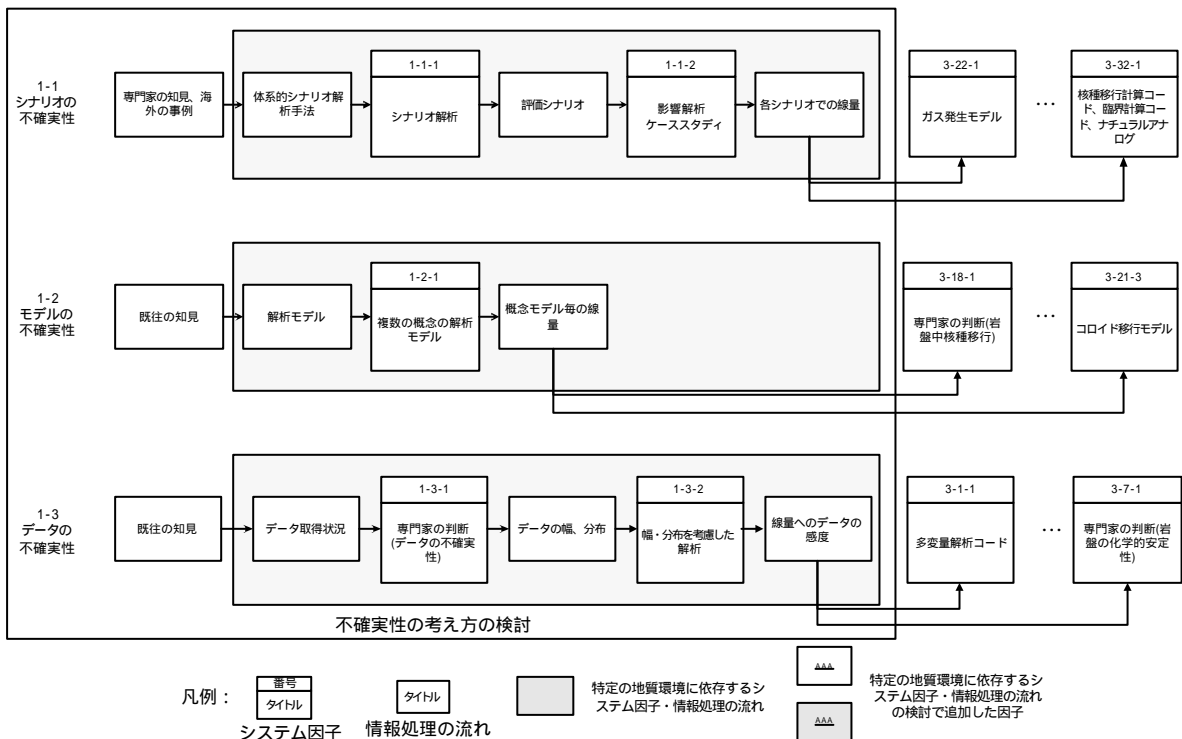 1-1
シナリオの
不確実性
専門家の知見、海
外の事例
体系的シナリオ解
析手法
1-1-1
シナリオ解析
評価シナリオ
1-1-2
影響解析
ケーススタディ
各シナリオでの線量
3-22-1
ガス発生モデル
…
3-32-1
核種移行計算コー
ド、臨界計算コー
ド、ナチュラルアナ
ログ
1-2
モデルの
不確実性
既往の知見
解析モデル
1-2-1
複数の概念の解析
モデル
概念モデル毎の線
量
3-18-1
専門家の判断(岩
盤中核種移行)
…
3-21-3
コロイド移行モデル
1-3
データの
不確実性
既往の知見
データ取得状況
1-3-1
専門家の判断
(データの不確実
性)
データの幅、分布
1-3-2
幅・分布を考慮した
解析
線量へのデータの
感度
3-1-1
多変量解析コード
…
3-7-1
専門家の判断(岩
盤の化学的安定
性)
不確実性の考え方の検討
凡例：
番号
タイトル
システム因子
タイトル
情報処理の流れ
特定の地質環境に依存するシ
ステム因子・情報処理の流れ
AAA
AAA
特定の地質環境に依存するシ
ステム因子・情報処理の流れ
の検討で追加した因子